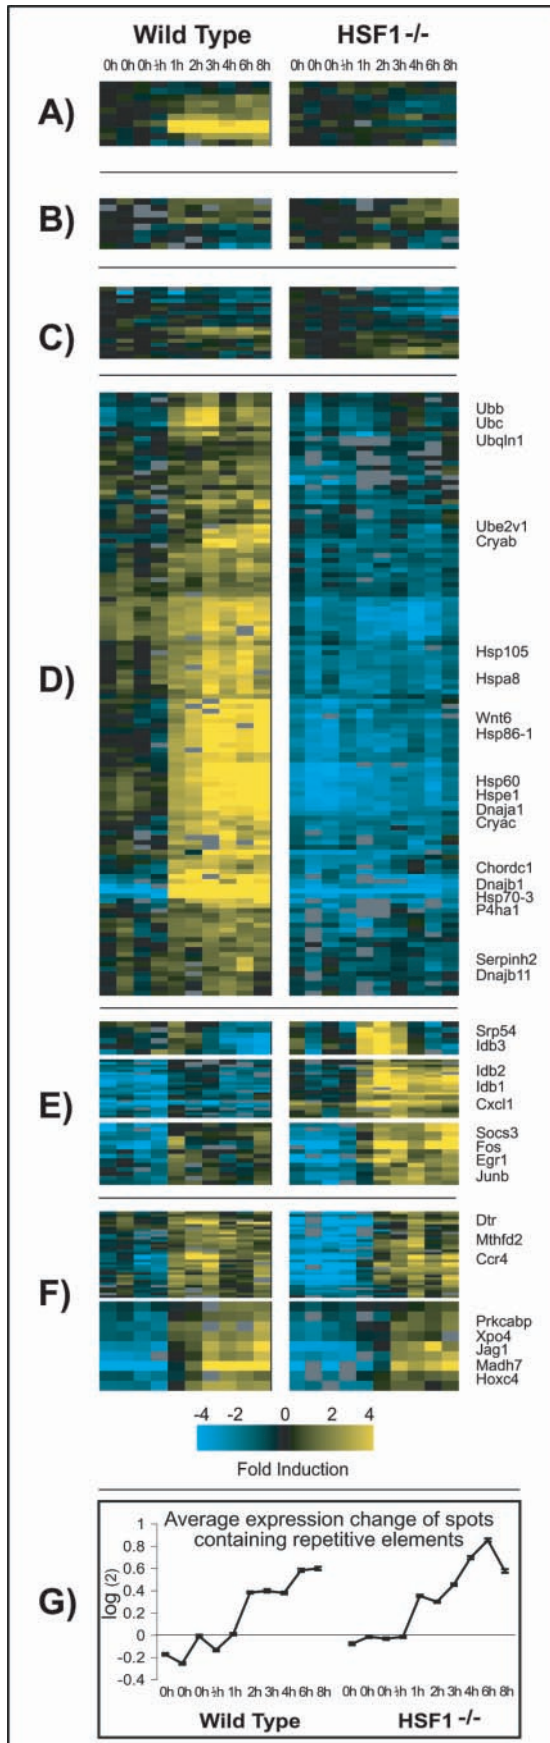 Wild Type HSF1 -/-
0h 0h 0h ½h 1h 2h 3h 4h 6h 8h 0h 0h 0h ½h 1h 2h 3h 4h 6h 8h
A)
B)
C)
D)
Ubb
Ubc
Ubqln1
Ube2v1
Cryab
Hsp105
Hspa8
Wnt6
Hsp86-1
Hsp60
Hspe1
Dnaja1
Cryac
Chordc1
Dnajb1
Hsp70-3
P4ha1
Serpinh2
Dnajb11
E)
Srp54
Idb3
Idb2
Idb1
Cxcl1
Socs3
Fos
Egr1
Junb
F)
Dtr
Mthfd2
Ccr4
Prkcabp
Xpo4
Jag1
Madh7
Hoxc4
-4 -2 0 2 4
Fold Induction
G)
Average expression change of spots
containing repetitive elements
log (2)
1
0.8
0.6
0.4
0.2
0
-0.2
-0.4
0h 0h 0h ½h 1h 2h 3h 4h 6h 8h 0h 0h 0h ½h 1h 2h 3h 4h 6h 8h
Wild Type HSF1 -/-